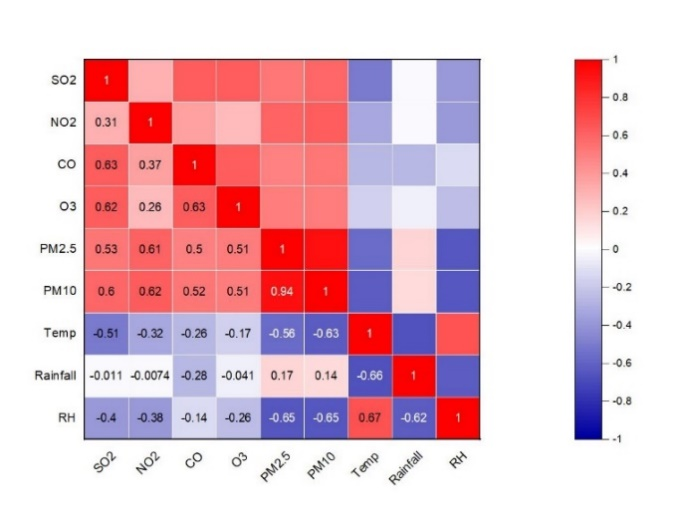 SO2 1
NO2 0.31 1
CO 0.63 0.37 1
O3 0.62 0.26 0.63 1
PM2.5 0.53 0.61 0.5 0.51 1
PM10 0.6 0.62 0.52 0.51 0.94 1
Temp -0.51 -0.32 -0.26 -0.17 -0.56 -0.63 1
Rainfall -0.011 -0.0074 -0.28 -0.041 0.17 0.14 -0.66 1
RH -0.4 -0.38 -0.14 -0.26 -0.65 -0.65 0.67 -0.62 1
SO2 NO2 CO O3 PM2.5 PM10 Temp Rainfall RH
1
0.8
0.6
0.4
0.2
0
-0.2
-0.4
-0.6
-0.8
-1